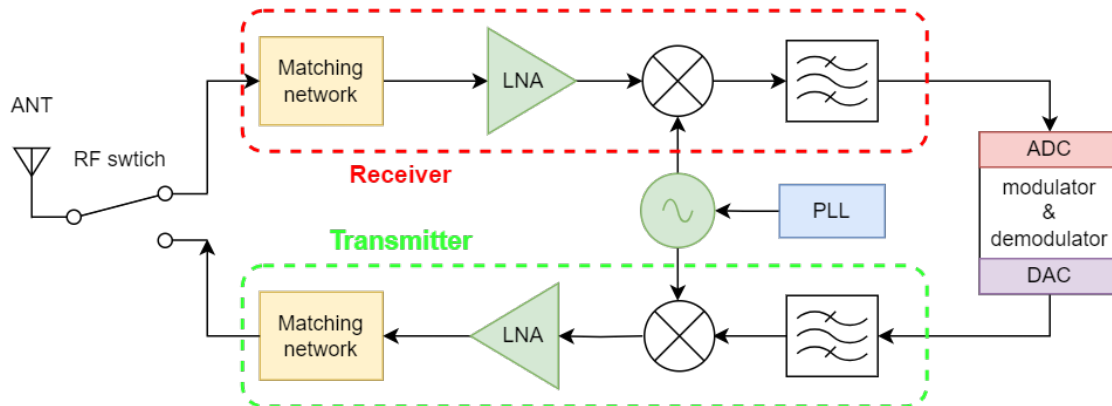 Matching
network
LNA
ANT
RF swtich
Receiver
ADC
modulator
&
demodulator
DAC
PLL
Transmitter
Matching
network
LNA